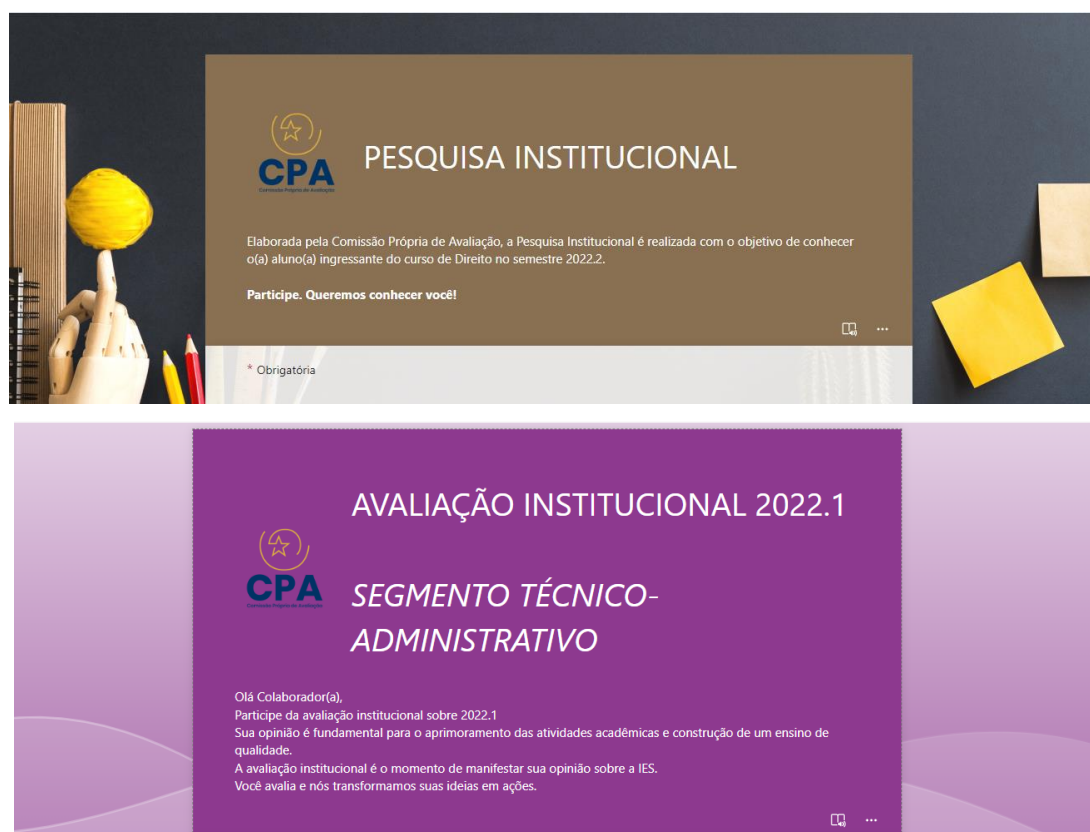 CPA
Comissão Própria de Avaliação
PESQUISA INSTITUCIONAL
Elaborada pela Comissão Própria de Avaliação, a Pesquisa Institucional é realizada com o objetivo de conhecer
o(a) aluno(a) ingressante do curso de Direito no semestre 2022.2.
Participe. Queremos conhecer você!
* Obrigatória
AVALIAÇÃO INSTITUCIONAL 2022.1
CPA
Comissão Própria de Avaliação
SEGMENTO TÉCNICO-
ADMINISTRATIVO
Olá Colaborador(a),
Participe da avaliação institucional sobre 2022.1
Sua opinião é fundamental para o aprimoramento das atividades acadêmicas e construção de um ensino de
qualidade.
A avaliação institucional é o momento de manifestar sua opinião sobre a IES.
Você avalia e nós transformamos suas ideias em ações.